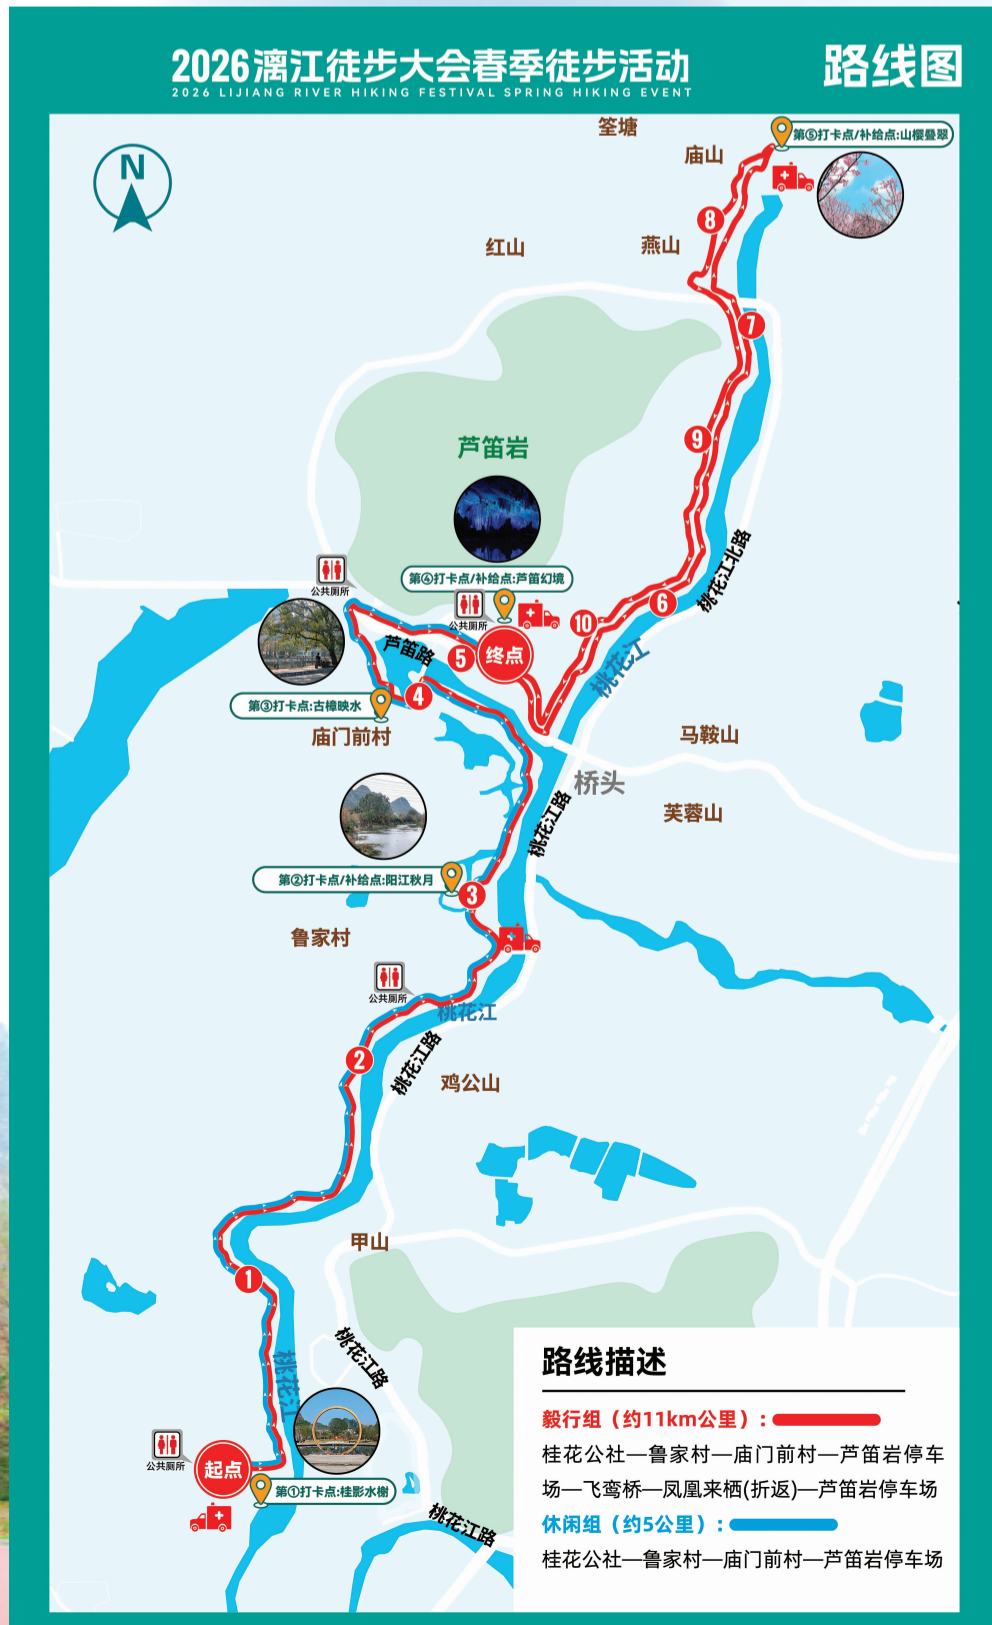 2026漓江徒步大会春季徒步活动
2026 LIJIANG RIVER HIKING FESTIVAL SPRING HIKING EVENT
路线图
N
筌塘
庙山
第⑤打卡点/补给点:山樱叠翠
8
红山
燕山
7
9
芦笛岩
桃花江北路
第④打卡点/补给点:芦笛幻境
公共厕所
公共厕所
6
10
芦笛路
5
终点
桃花江
4
第③打卡点:古樟映水
庙门前村
马鞍山
桥头
芙蓉山
桃花江路
第②打卡点/补给点:阳江秋月
3
鲁家村
公共厕所
桃花江
2
桃花江路
鸡公山
甲山
1
桃花江
桃花江路
公共厕所
起点
第①打卡点:桂影水榭
桃花江路
路线描述
毅行组（约11km公里）:
桂花公社—鲁家村—庙门前村—芦笛岩停车
场—飞鸾桥—凤凰来栖(折返)—芦笛岩停车场
休闲组（约5公里）:
桂花公社—鲁家村—庙门前村—芦笛岩停车场